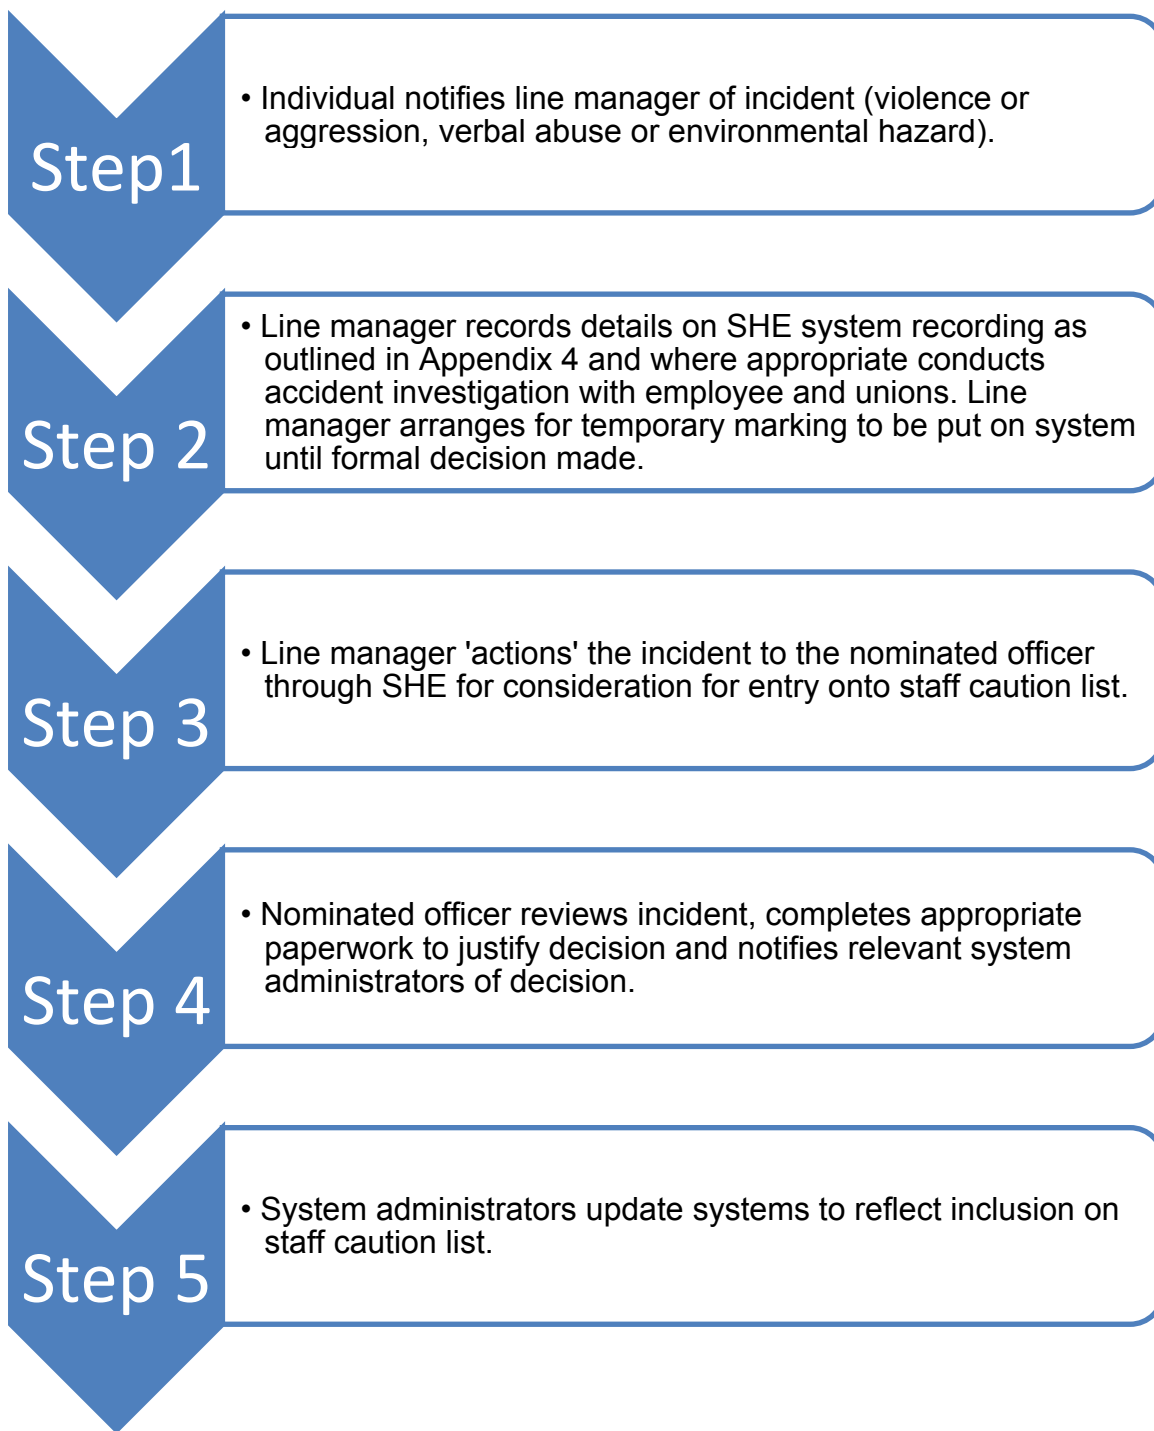 Step1
• Individual notifies line manager of incident (violence or
aggression, verbal abuse or environmental hazard).
Step 2
• Line manager records details on SHE system recording as
outlined in Appendix 4 and where appropriate conducts
accident investigation with employee and unions. Line
manager arranges for temporary marking to be put on system
until formal decision made.
Step 3
• Line manager 'actions' the incident to the nominated officer
through SHE for consideration for entry onto staff caution list.
Step 4
• Nominated officer reviews incident, completes appropriate
paperwork to justify decision and notifies relevant system
administrators of decision.
Step 5
• System administrators update systems to reflect inclusion on
staff caution list.